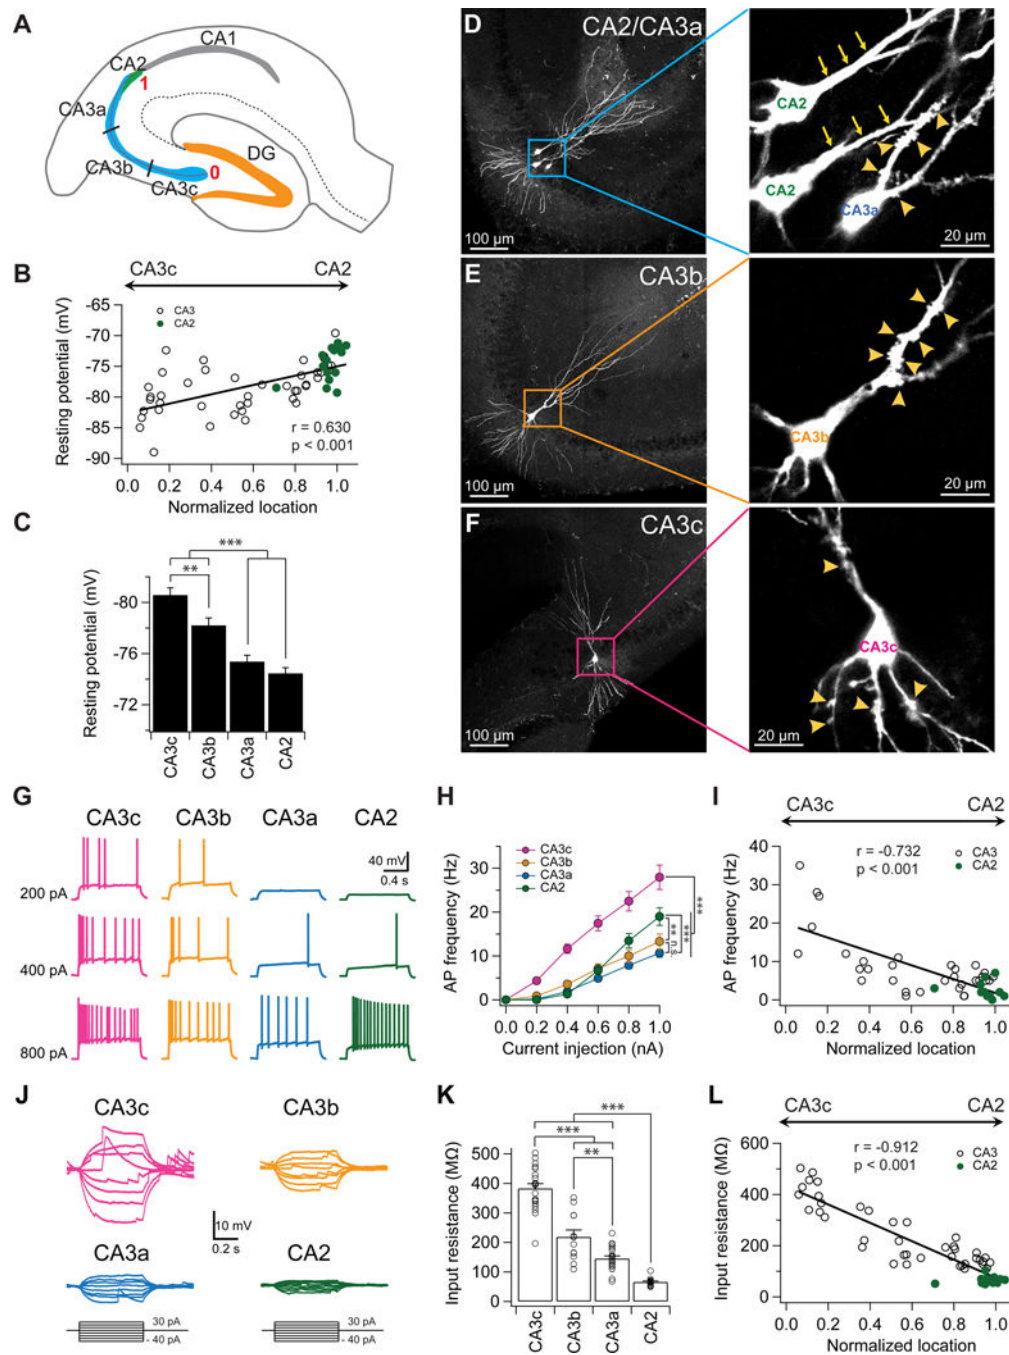 A
CA1
CA2
1
CA3a
CA3b
CA3c
DG
0
B
CA3c
CA2
Resting potential (mV)
-65
-70
-75
-80
-85
-90
CA3
CA2
r = 0.630
p < 0.001
0.0 0.2 0.4 0.6 0.8 1.0
Normalized location
C
Resting potential (mV)
***
**
-80
-76
-72
CA3c CA3b CA3a CA2
D
CA2/CA3a
100 µm
CA2
CA2
CA3a
20 µm
E
CA3b
100 µm
CA3b
20 µm
F
CA3c
100 µm
CA3c
20 µm
G
CA3c CA3b CA3a CA2
40 mV
0.4 s
200 pA
400 pA
800 pA
H
CA3c
CA3b
CA3a
CA2
AP frequency (Hz)
30
20
10
0
n.s
**
***
***
0.0 0.2 0.4 0.6 0.8 1.0
Current injection (nA)
I
CA3c
CA2
AP frequency (Hz)
40
30
20
10
0
r = -0.732
p < 0.001
CA3
CA2
0.0 0.2 0.4 0.6 0.8 1.0
Normalized location
J
CA3c CA3b
10 mV
0.2 s
CA3a CA2
30 pA
- 40 pA
30 pA
- 40 pA
K
Input resistance (MΩ)
***
***
**
500
400
300
200
100
0
CA3c CA3b CA3a CA2
L
CA3c
CA2
Input resistance (MΩ)
600
400
200
0
r = -0.912
p < 0.001
CA3
CA2
0.0 0.2 0.4 0.6 0.8 1.0
Normalized location